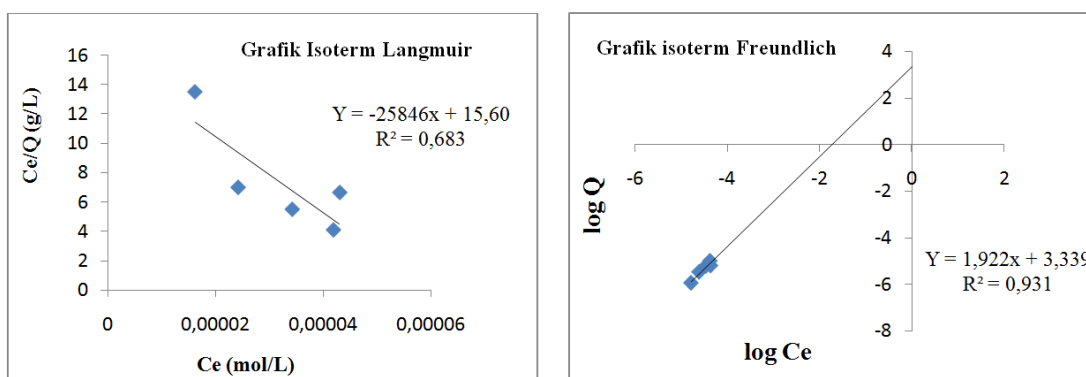 Grafik Isoterm Langmuir
Ce/Q (g/L)
16
14
12
10
8
6
4
2
0
Y = -25846x + 15,60
R² = 0,683
0
0,00002
0,00004
0,00006
Ce (mol/L)
Grafik isoterm Freundlich
log Q
4
2
0
-2
-4
-6
-8
-6
-4
-2
0
2
Y = 1,922x + 3,339
R² = 0,931
log Ce